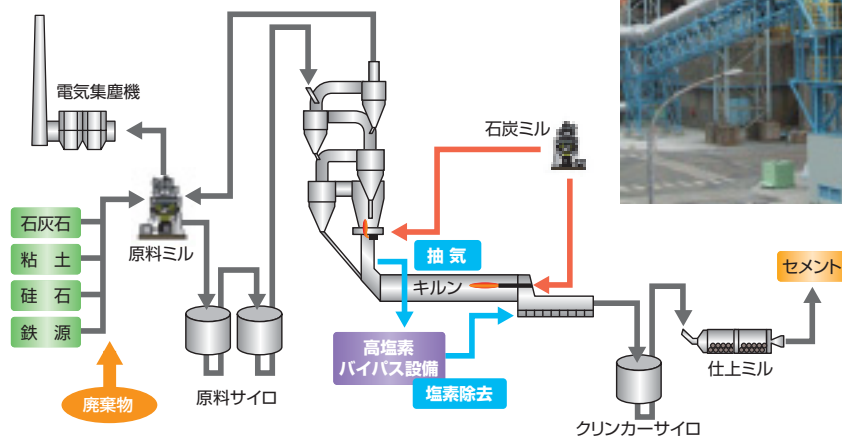 電気集塵機
石炭ミル
石灰石
粘 土
硅 石
鉄 源
原料ミル
抽 気
キルン
セメント
高塩素
バイパス設備
塩素除去
仕上ミル
原料サイロ
廃棄物
クリンカーサイロ